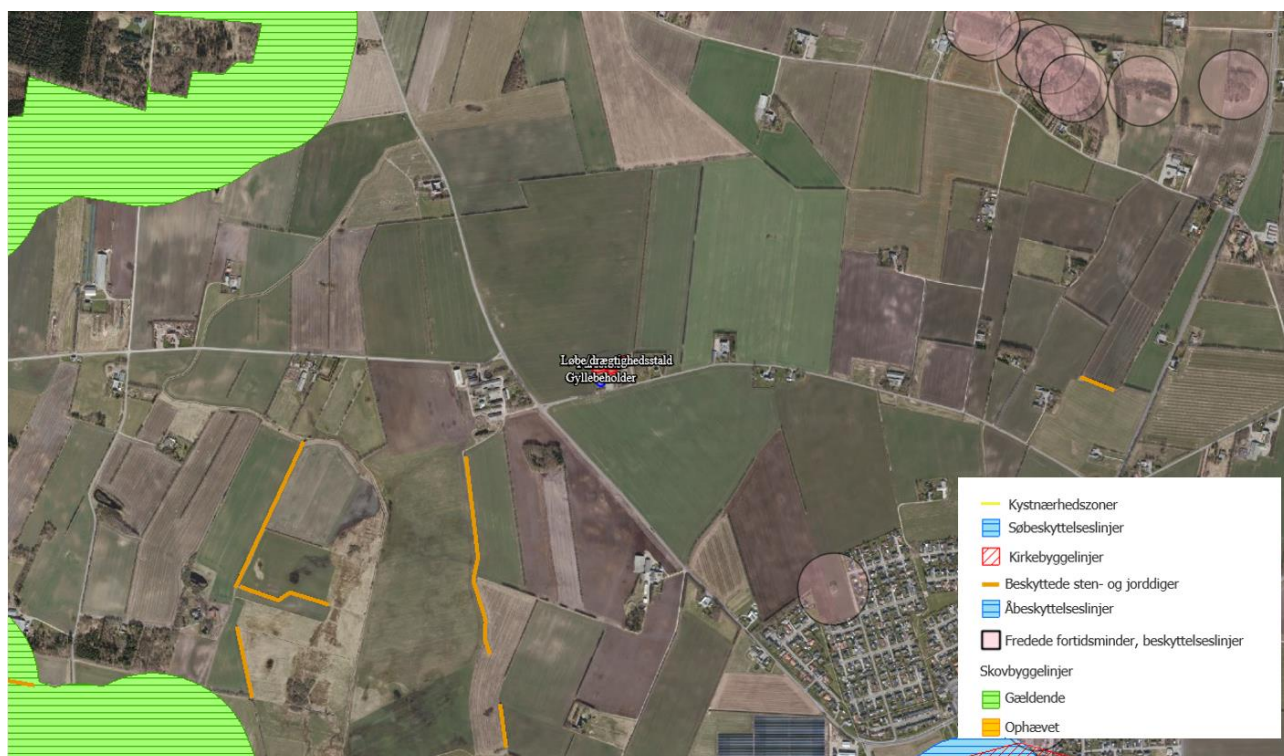 Løbe/drægtighedsstald
Gyllebeholder
Kystnærhedszoner
Søbeskyttelseslinjer
Kirkebyggelinjer
Beskyttede sten- og jorddiger
Åbeskyttelseslinjer
Fredede fortidsminder, beskyttelseslinjer
Skovbyggelinjer
Gældende
Ophævet